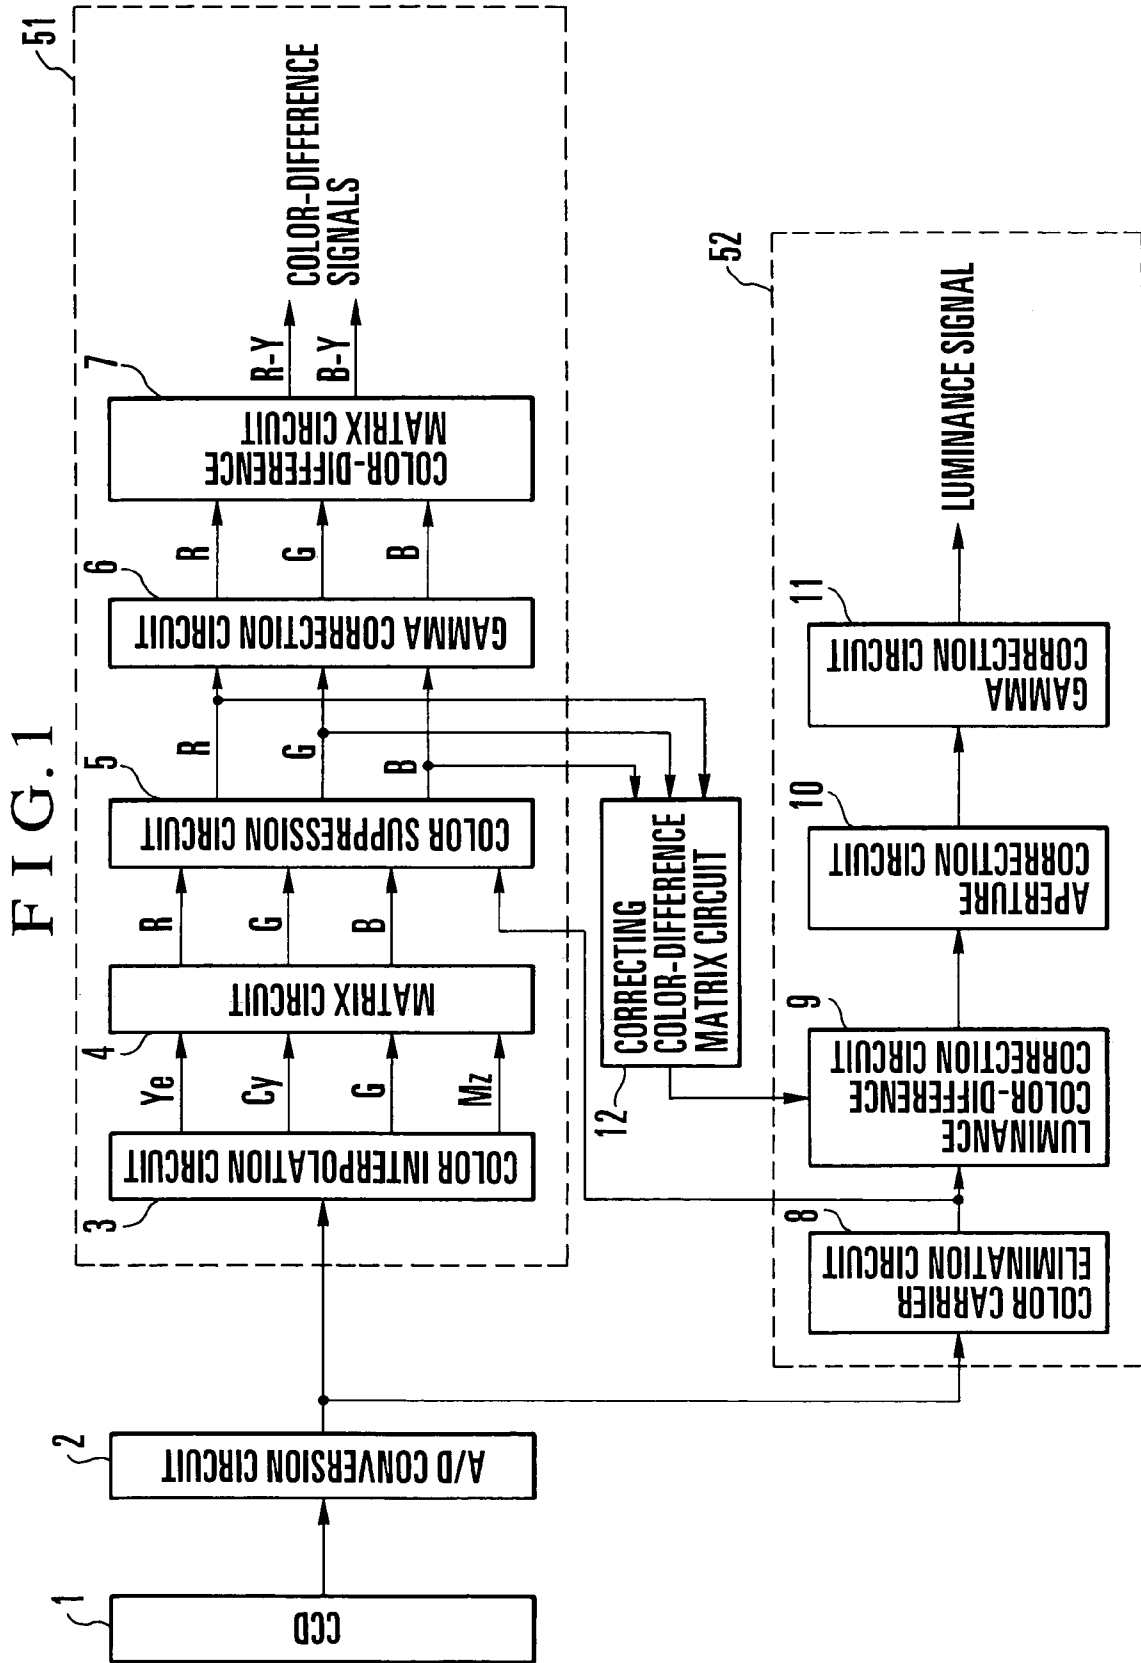 FIG.1
1
CCD
2
A/D CONVERSION CIRCUIT
51
3
COLOR INTERPOLATION CIRCUIT
Ye
Cy
G
Mz
4
MATRIX CIRCUIT
R
G
B
5
COLOR SUPPRESSION CIRCUIT
R
G
B
6
GAMMA CORRECTION CIRCUIT
R
G
B
7
COLOR-DIFFERENCE
MATRIX CIRCUIT
R-Y
B-Y
COLOR-DIFFERENCE
SIGNALS
12
CORRECTING
COLOR-DIFFERENCE
MATRIX CIRCUIT
52
8
COLOR CARRIER
ELIMINATION CIRCUIT
9
LUMINANCE
COLOR-DIFFERENCE
CORRECTION CIRCUIT
10
APERTURE
CORRECTION CIRCUIT
11
GAMMA
CORRECTION CIRCUIT
LUMINANCE SIGNAL